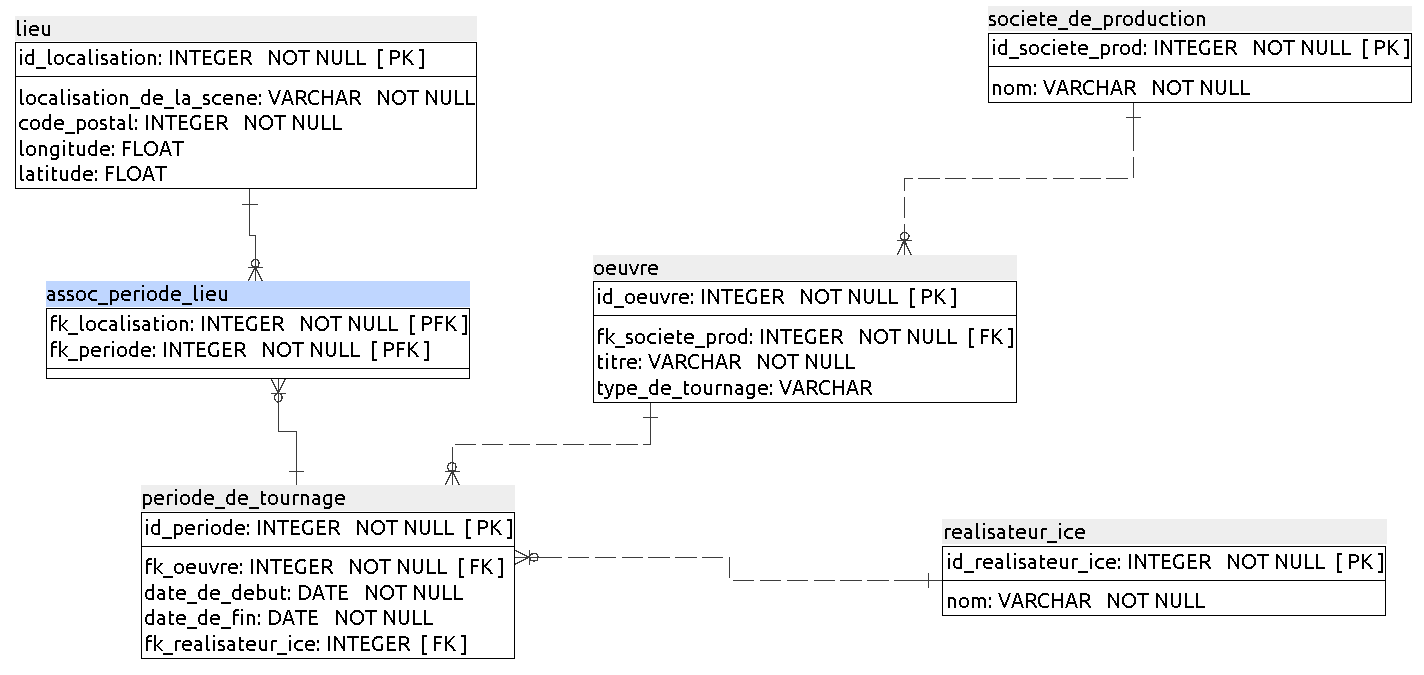 lieu
id_localisation: INTEGER NOT NULL [ PK ]
localisation_de_la_scene: VARCHAR NOT NULL
code_postal: INTEGER NOT NULL
longitude: FLOAT
latitude: FLOAT
societe_de_production
id_societe_prod: INTEGER NOT NULL [ PK ]
nom: VARCHAR NOT NULL
assoc_periode_lieu
fk_localisation: INTEGER NOT NULL [ PFK ]
fk_periode: INTEGER NOT NULL [ PFK ]
oeuvre
id_oeuvre: INTEGER NOT NULL [ PK ]
fk_societe_prod: INTEGER NOT NULL [ FK ]
titre: VARCHAR NOT NULL
type_de_tournage: VARCHAR
periode_de_tournage
id_periode: INTEGER NOT NULL [ PK ]
fk_oeuvre: INTEGER NOT NULL [ FK ]
date_de_debut: DATE NOT NULL
date_de_fin: DATE NOT NULL
fk_realisateur_ice: INTEGER [ FK ]
realisateur_ice
id_realisateur_ice: INTEGER NOT NULL [ PK ]
nom: VARCHAR NOT NULL